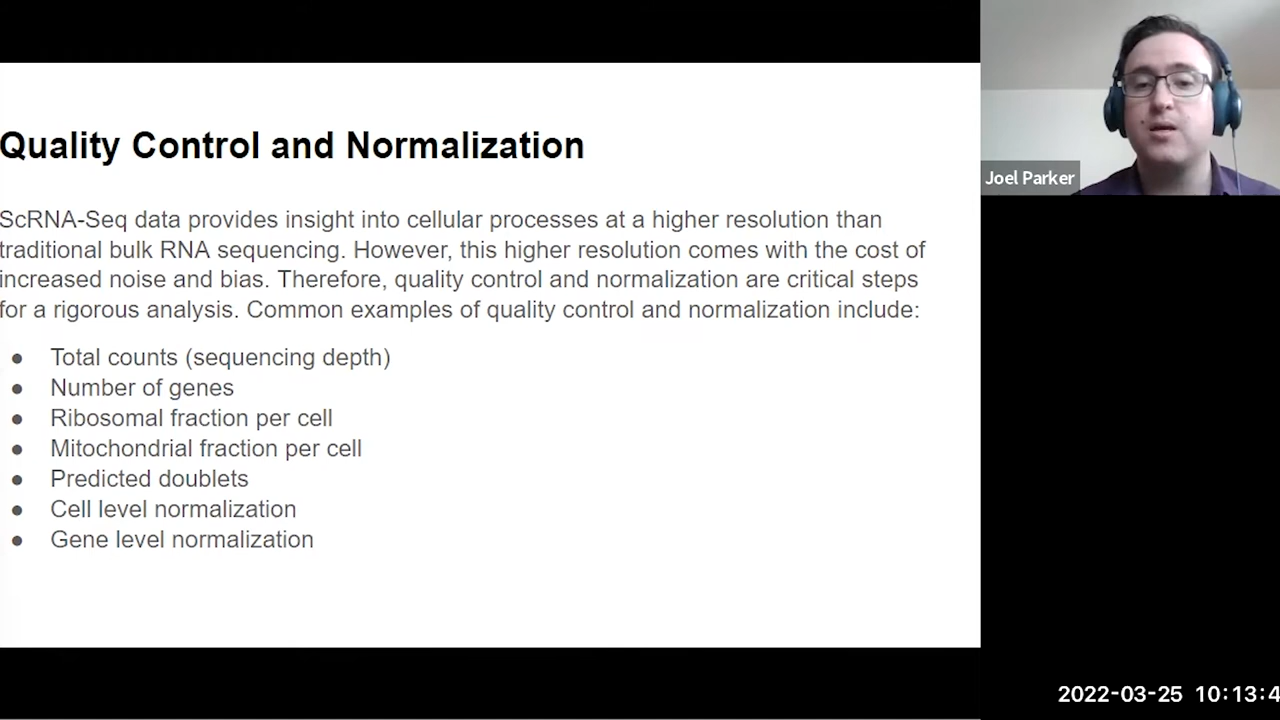 Quality Control and Normalization
ScRNA-Seq data provides insight into cellular processes at a higher resolution than
traditional bulk RNA sequencing. However, this higher resolution comes with the cost of
increased noise and bias. Therefore, quality control and normalization are critical steps
for a rigorous analysis. Common examples of quality control and normalization include:
● Total counts (sequencing depth)
● Number of genes
● Ribosomal fraction per cell
● Mitochondrial fraction per cell
● Predicted doublets
● Cell level normalization
● Gene level normalization
Joel Parker
2022-03-25 10:13:4